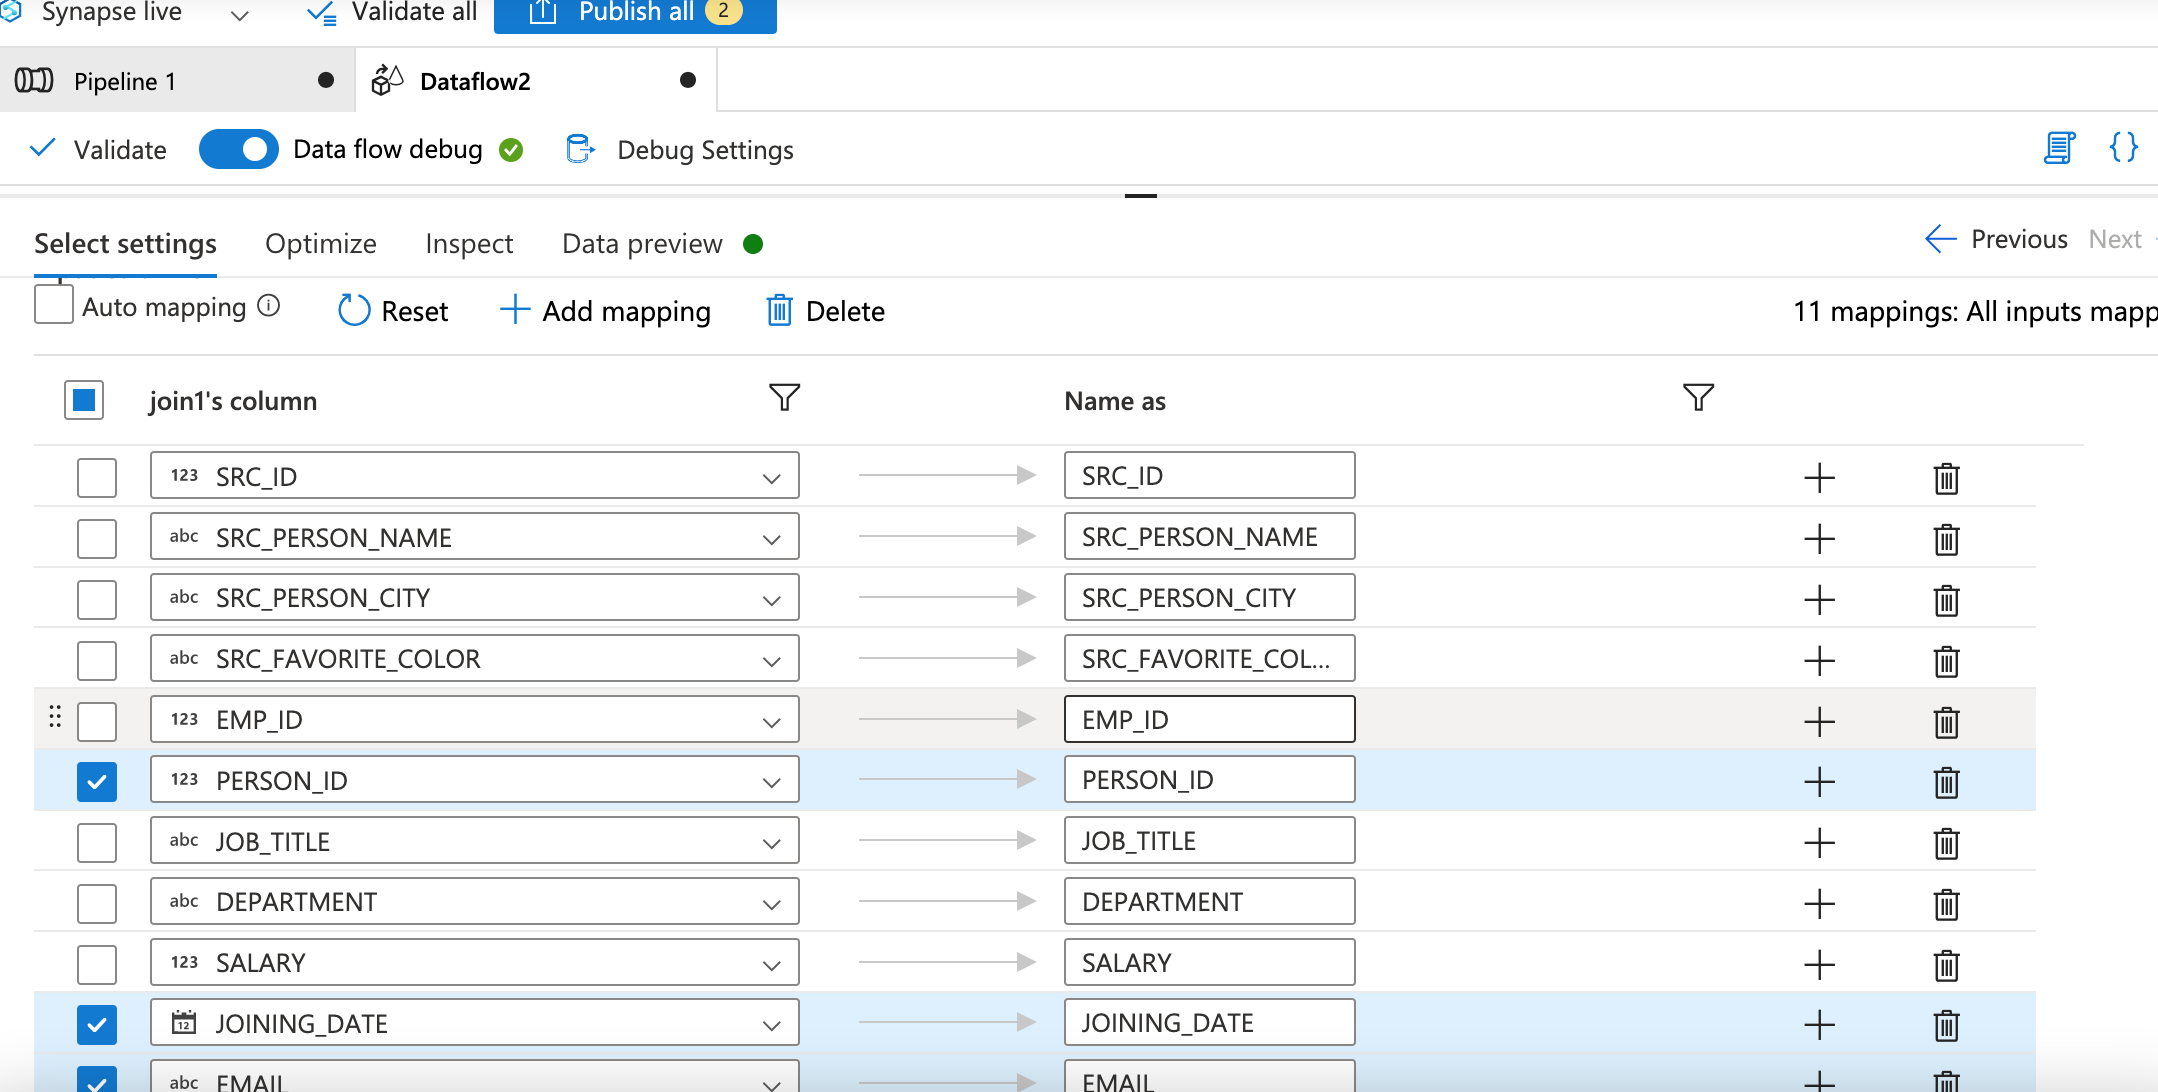 Synapse live Validate all Publish all 2
Pipeline 1 Dataflow2
Validate Data flow debug Debug Settings
Select settings Optimize Inspect Data preview Previous Next
Auto mapping Reset Add mapping Delete 11 mappings: All inputs mapp
join1's column Name as
123 SRC_ID SRC_ID
abc SRC_PERSON_NAME SRC_PERSON_NAME
abc SRC_PERSON_CITY SRC_PERSON_CITY
abc SRC_FAVORITE_COLOR SRC_FAVORITE_COL...
123 EMP_ID EMP_ID
123 PERSON_ID PERSON_ID
abc JOB_TITLE JOB_TITLE
abc DEPARTMENT DEPARTMENT
123 SALARY SALARY
12 JOINING_DATE JOINING_DATE
abc EMAIL EMAIL